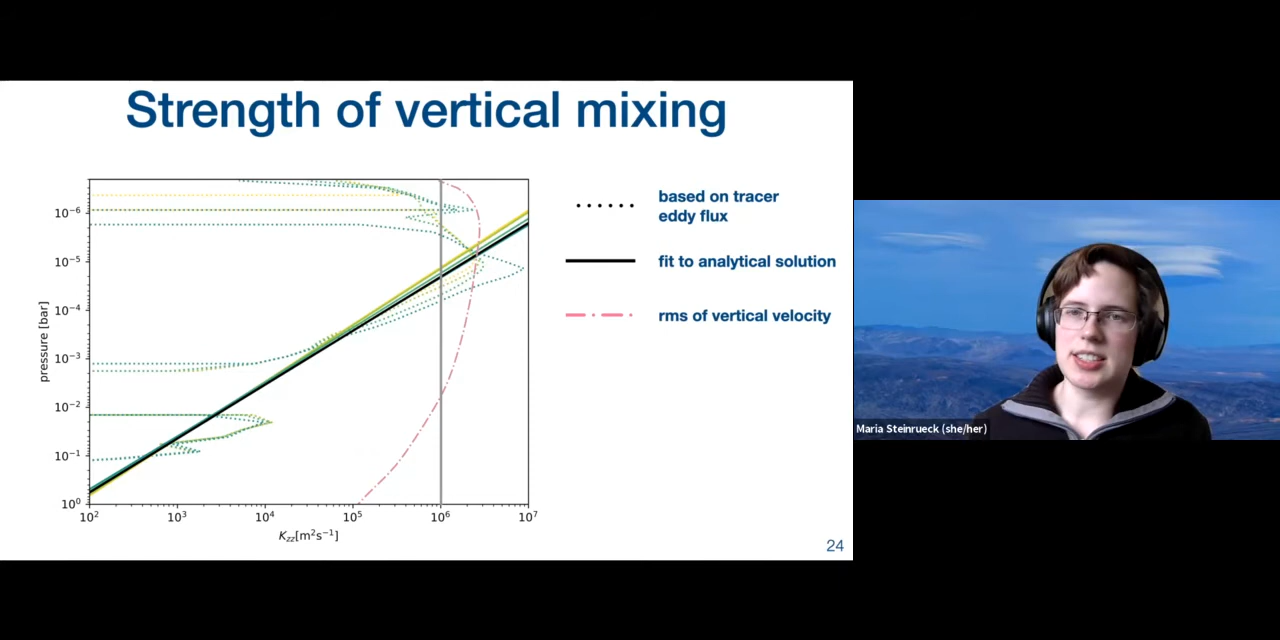 Strength of vertical mixing
10⁻⁶
10⁻⁵
10⁻⁴
10⁻³
10⁻²
10⁻¹
10⁰
pressure [bar]
10² 10³ 10⁴ 10⁵ 10⁶ 10⁷
K_zz[m²s⁻¹]
based on tracer
eddy flux
fit to analytical solution
rms of vertical velocity
24
Maria Steinrueck (she/her)